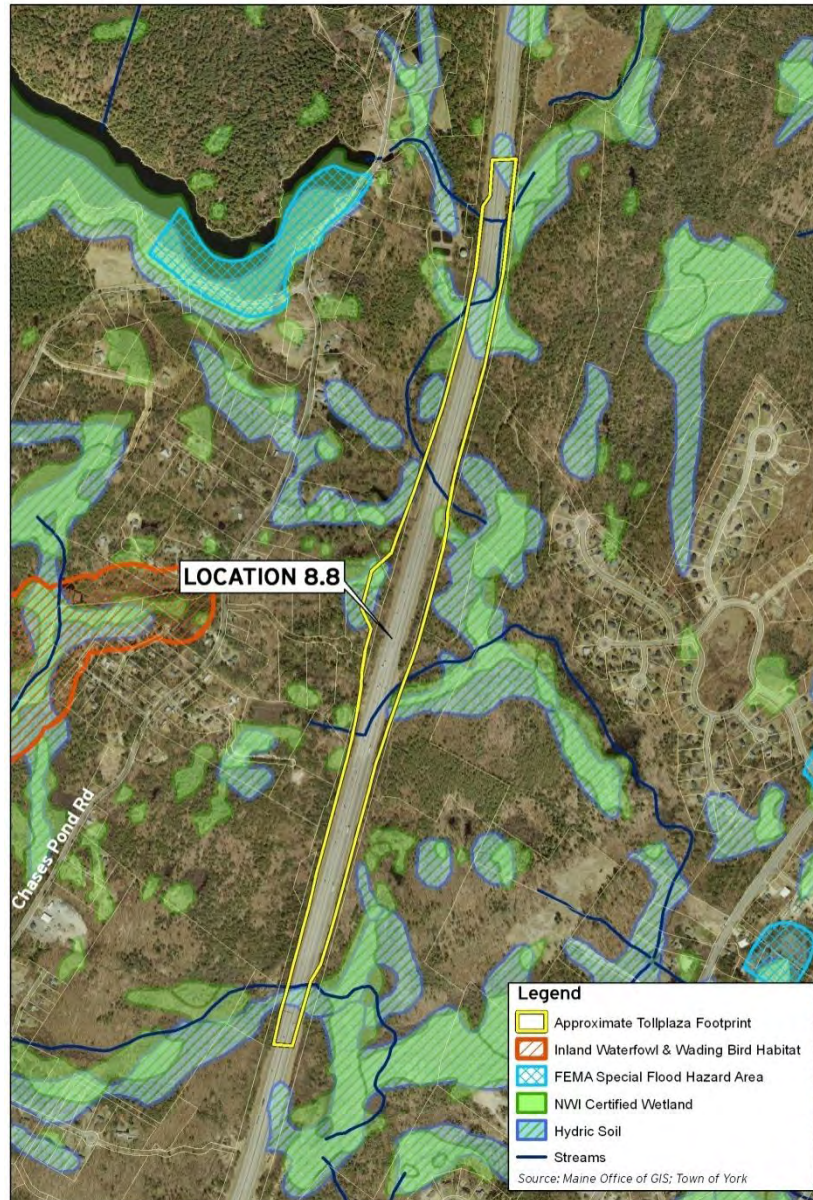 LOCATION 8.8
Chases Pond Rd
Legend
Approximate Tollplaza Footprint
Inland Waterfowl & Wading Bird Habitat
FEMA Special Flood Hazard Area
NWI Certified Wetland
Hydric Soil
Streams
Source: Maine Office of GIS; Town of York